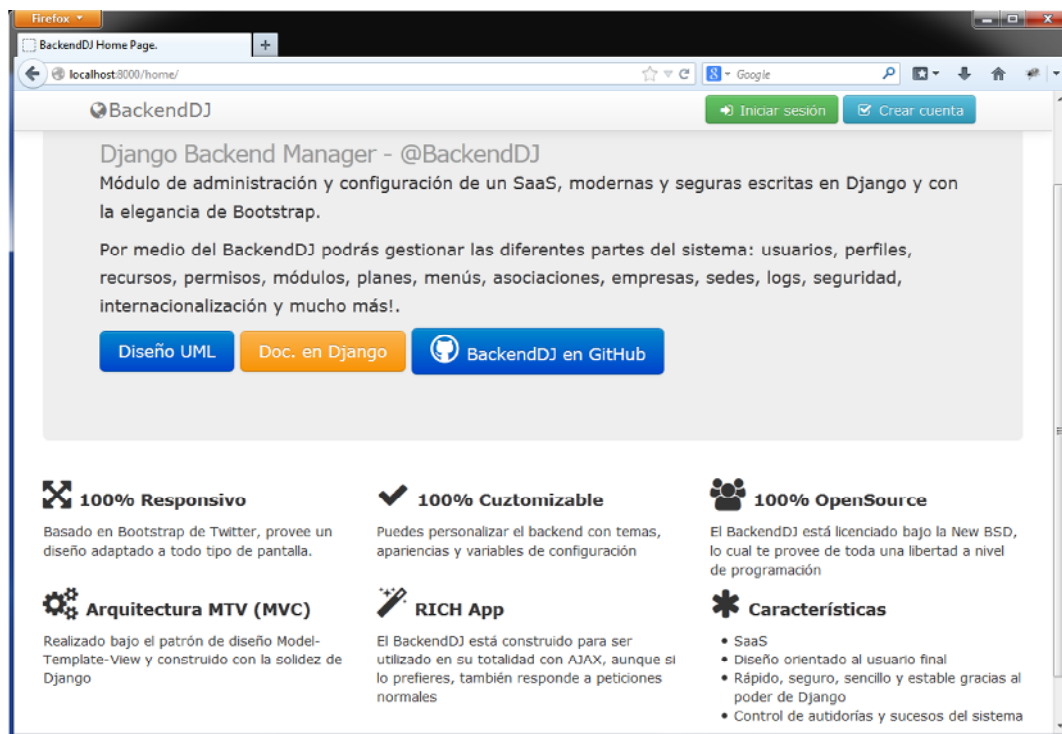 Firefox
BackendDJ Home Page.
localhost:8000/home/
Google
BackendDJ
Iniciar sesión
Crear cuenta
Django Backend Manager - @BackendDJ
Módulo de administración y configuración de un SaaS, modernas y seguras escritas en Django y con
la elegancia de Bootstrap.
Por medio del BackendDJ podrás gestionar las diferentes partes del sistema: usuarios, perfiles,
recursos, permisos, módulos, planes, menús, asociaciones, empresas, sedes, logs, seguridad,
internacionalización y mucho más!.
Diseño UML
Doc. en Django
BackendDJ en GitHub
100% Responsivo
Basado en Bootstrap de Twitter, provee un
diseño adaptado a todo tipo de pantalla.
100% Cuztomizable
Puedes personalizar el backend con temas,
apariencias y variables de configuración
100% OpenSource
El BackendDJ está licenciado bajo la New BSD,
lo cual te provee de toda una libertad a nivel
de programación
Arquitectura MTV (MVC)
Realizado bajo el patrón de diseño Model-
Template-View y construido con la solidez de
Django
RICH App
El BackendDJ está construido para ser
utilizado en su totalidad con AJAX, aunque si
lo prefieres, también responde a peticiones
normales
Características
• SaaS
• Diseño orientado al usuario final
• Rápido, seguro, sencillo y estable gracias al
poder de Django
• Control de autidorías y sucesos del sistema